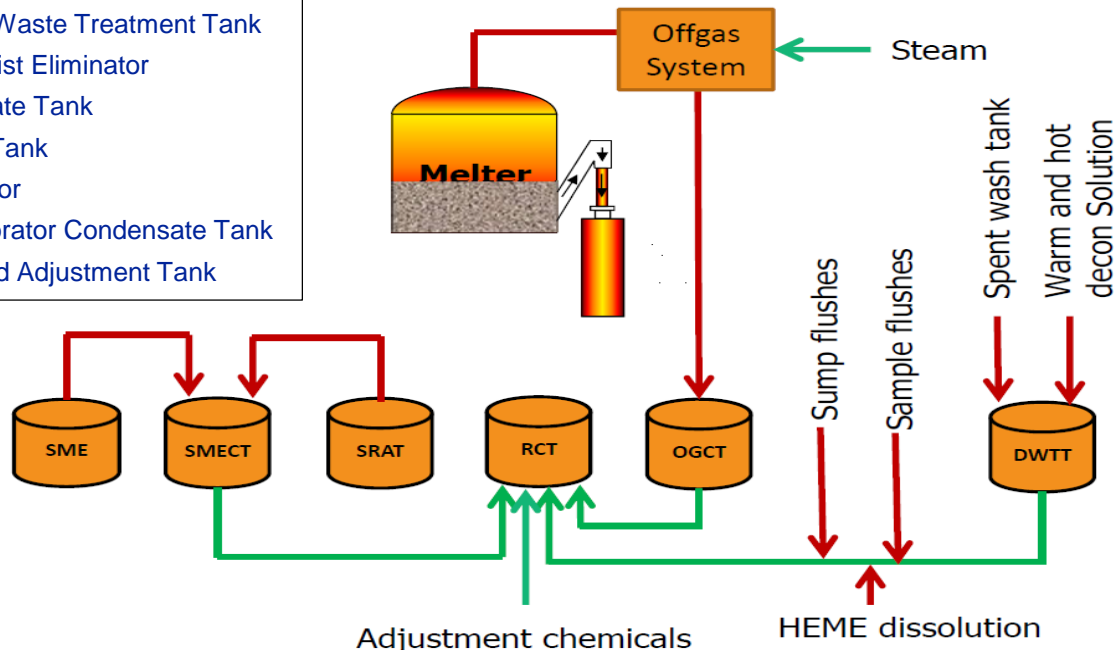 Waste Treatment Tank
ist Eliminator
ate Tank
Tank
or
orator Condensate Tank
d Adjustment Tank
Offgas
System
Steam
Melter
Spent wash tank
Warm and hot
decon Solution
Sump flushes
Sample flushes
SME
SMECT
SRAT
RCT
OGCT
DWTT
Adjustment chemicals
HEME dissolution